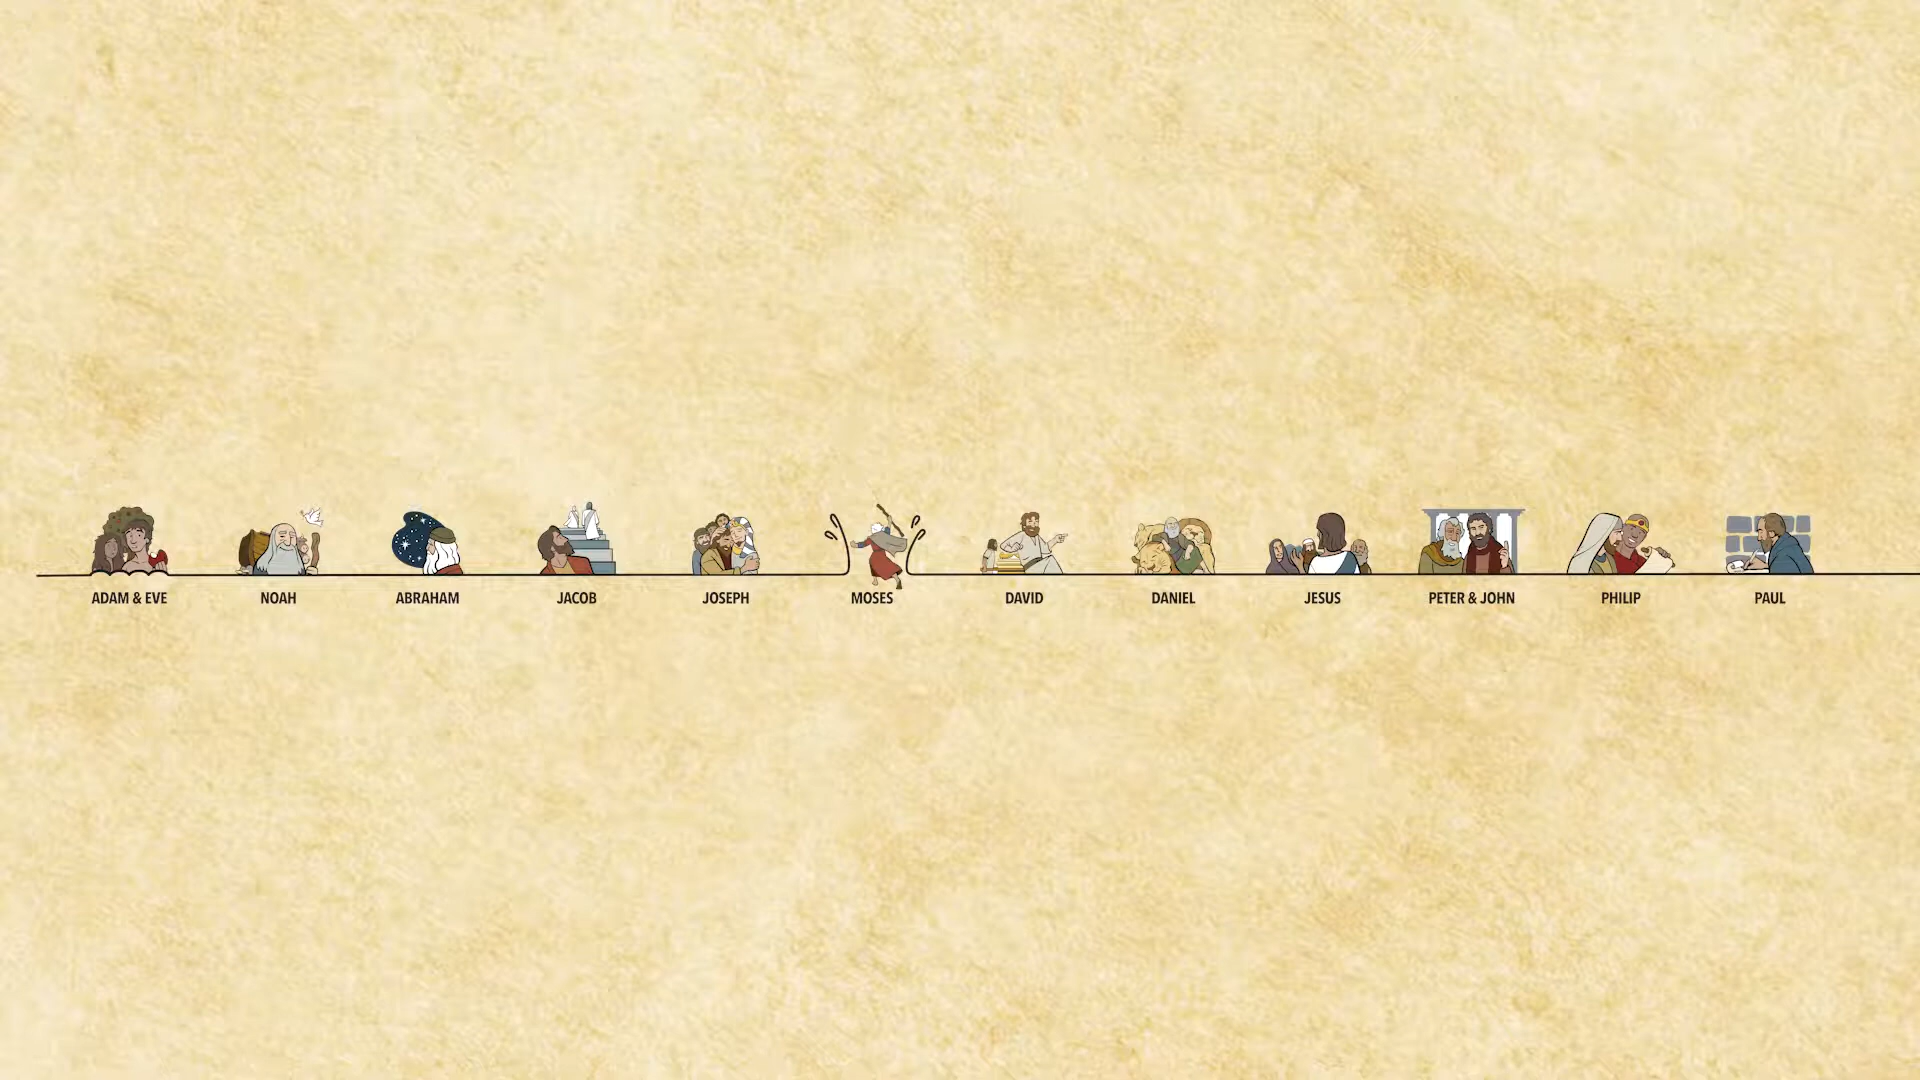 ADAM & EVE
NOAH
ABRAHAM
JACOB
JOSEPH
MOSES
DAVID
DANIEL
JESUS
PETER & JOHN
PHILIP
PAUL